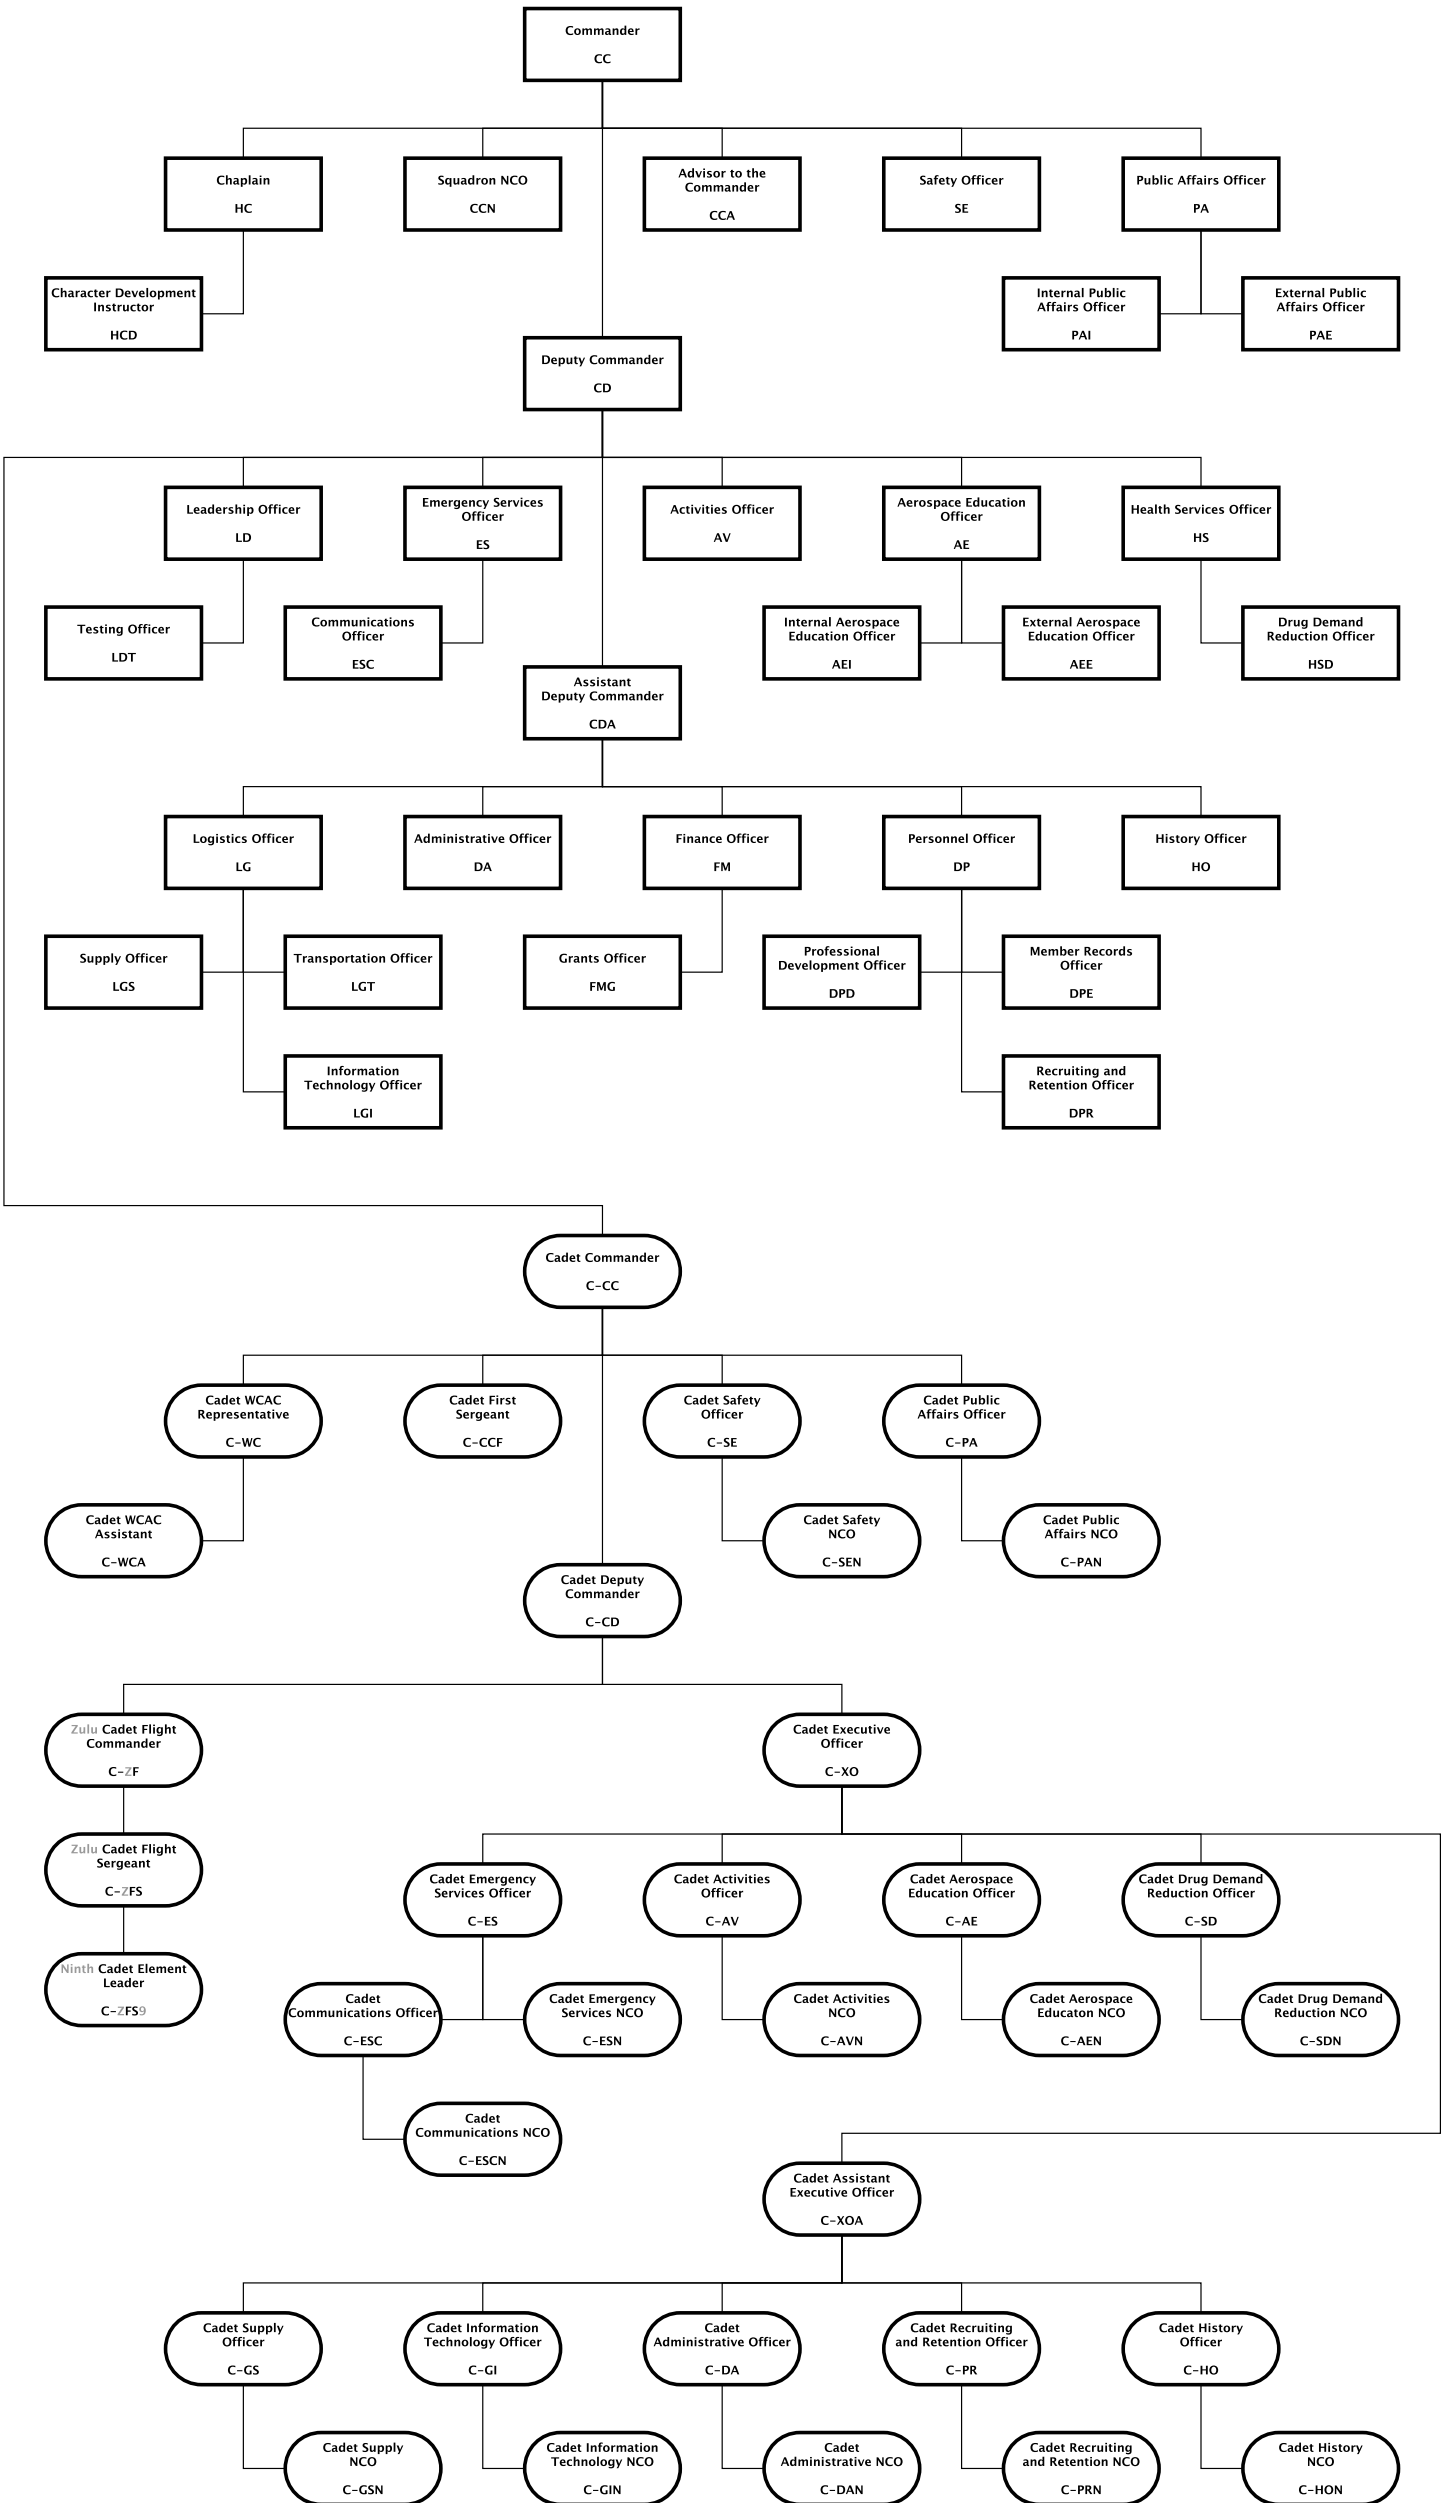 Commander
CC
Chaplain
HC
Squadron NCO
CCN
Advisor to the
Commander
CCA
Safety Officer
SE
Public Affairs Officer
PA
Character Development
Instructor
HCD
Internal Public
Affairs Officer
PAI
External Public
Affairs Officer
PAE
Deputy Commander
CD
Leadership Officer
LD
Emergency Services
Officer
ES
Activities Officer
AV
Aerospace Education
Officer
AE
Health Services Officer
HS
Testing Officer
LDT
Communications
Officer
ESC
Internal Aerospace
Education Officer
AEI
External Aerospace
Education Officer
AEE
Drug Demand
Reduction Officer
HSD
Assistant
Deputy Commander
CDA
Logistics Officer
LG
Administrative Officer
DA
Finance Officer
FM
Personnel Officer
DP
History Officer
HO
Supply Officer
LGS
Transportation Officer
LGT
Grants Officer
FMG
Professional
Development Officer
DPD
Member Records
Officer
DPE
Information
Technology Officer
LGI
Recruiting and
Retention Officer
DPR
Cadet Commander
C-CC
Cadet WCAC
Representative
C-WC
Cadet First
Sergeant
C-CCF
Cadet Safety
Officer
C-SE
Cadet Public
Affairs Officer
C-PA
Cadet WCAC
Assistant
C-WCA
Cadet Safety
NCO
C-SEN
Cadet Public
Affairs NCO
C-PAN
Cadet Deputy
Commander
C-CD
Zulu Cadet Flight
Commander
C-ZF
Cadet Executive
Officer
C-XO
Zulu Cadet Flight
Sergeant
C-ZFS
Cadet Emergency
Services Officer
C-ES
Cadet Activities
Officer
C-AV
Cadet Aerospace
Education Officer
C-AE
Cadet Drug Demand
Reduction Officer
C-SD
Ninth Cadet Element
Leader
C-ZFS9
Cadet
Communications Officer
C-ESC
Cadet Emergency
Services NCO
C-ESN
Cadet Activities
NCO
C-AVN
Cadet Aerospace
Educaton NCO
C-AEN
Cadet Drug Demand
Reduction NCO
C-SDN
Cadet
Communications NCO
C-ESCN
Cadet Assistant
Executive Officer
C-XOA
Cadet Supply
Officer
C-GS
Cadet Information
Technology Officer
C-GI
Cadet
Administrative Officer
C-DA
Cadet Recruiting
and Retention Officer
C-PR
Cadet History
Officer
C-HO
Cadet Supply
NCO
C-GSN
Cadet Information
Technology NCO
C-GIN
Cadet
Administrative NCO
C-DAN
Cadet Recruiting
and Retention NCO
C-PRN
Cadet History
NCO
C-HON